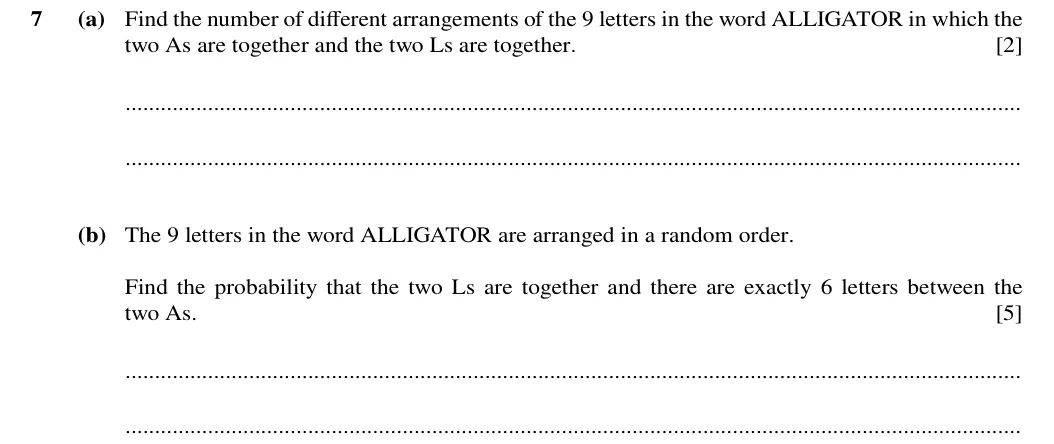 7 (a) Find the number of different arrangements of the 9 letters in the word ALLIGATOR in which the
two As are together and the two Ls are together. [2]
(b) The 9 letters in the word ALLIGATOR are arranged in a random order.
Find the probability that the two Ls are together and there are exactly 6 letters between the
two As. [5]